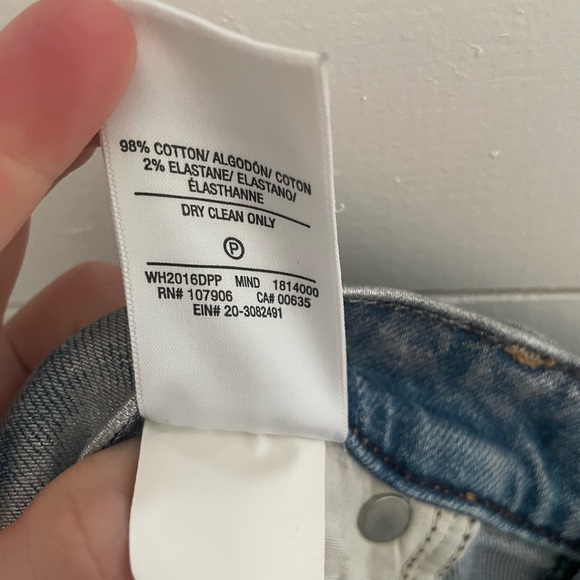 98% COTTON/ ALGODÓN/ COTON
2% ELASTANE/ ELASTANO/
ÉLASTHANNE
DRY CLEAN ONLY
P
WH2016DPP MIND 1814000
RN# 107906 CA# 00635
EIN# 20-3082491